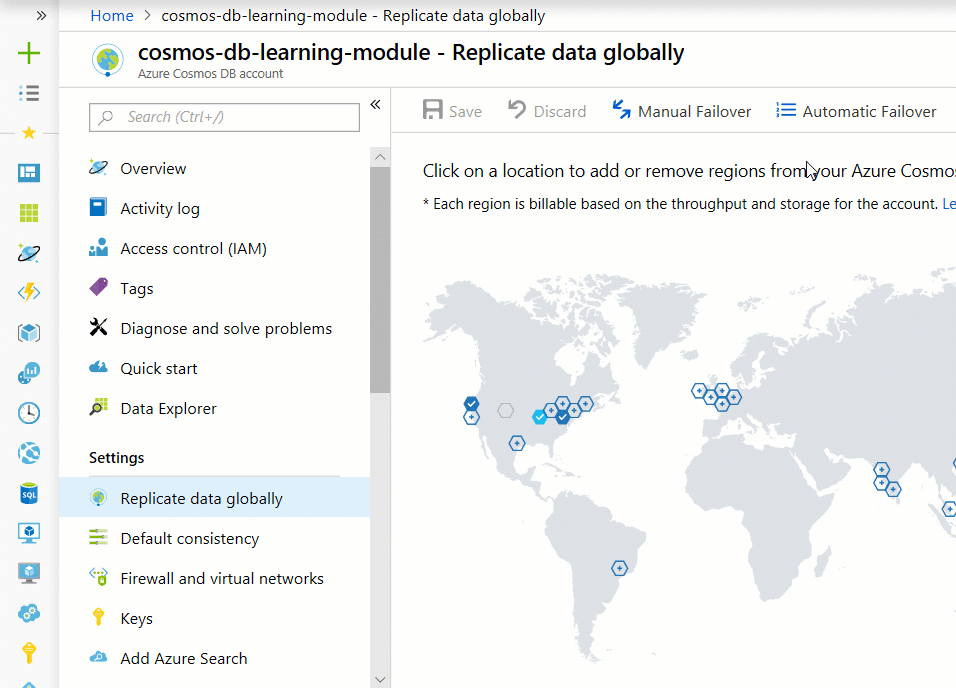 Home > cosmos-db-learning-module - Replicate data globally
cosmos-db-learning-module - Replicate data globally
Azure Cosmos DB account
Search (Ctrl+/)
Save Discard Manual Failover Automatic Failover
Click on a location to add or remove regions from your Azure Cosmos
* Each region is billable based on the throughput and storage for the account. Le
Overview
Activity log
Access control (IAM)
Tags
Diagnose and solve problems
Quick start
Data Explorer
Settings
Replicate data globally
Default consistency
Firewall and virtual networks
Keys
Add Azure Search
SQL